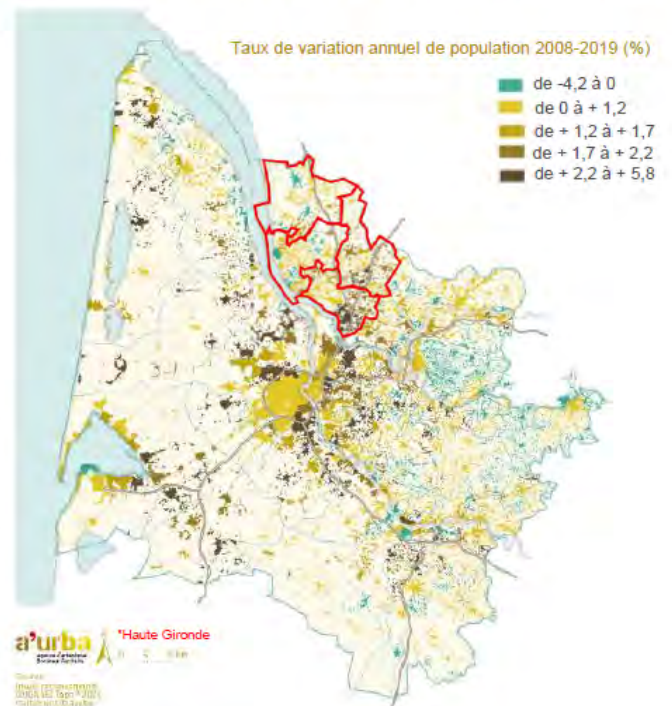 Taux de variation annuel de population 2008-2019 (%)
de -4,2 à 0
de 0 à + 1,2
de + 1,2 à + 1,7
de + 1,7 à + 2,2
de + 2,2 à + 5,8
a'urba
*Haute Gironde